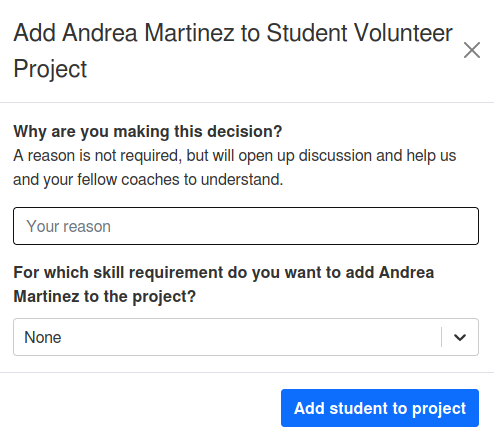 Add Andrea Martinez to Student Volunteer
Project
Why are you making this decision?
A reason is not required, but will open up discussion and help us
and your fellow coaches to understand.
Your reason
For which skill requirement do you want to add Andrea
Martinez to the project?
None
Add student to project